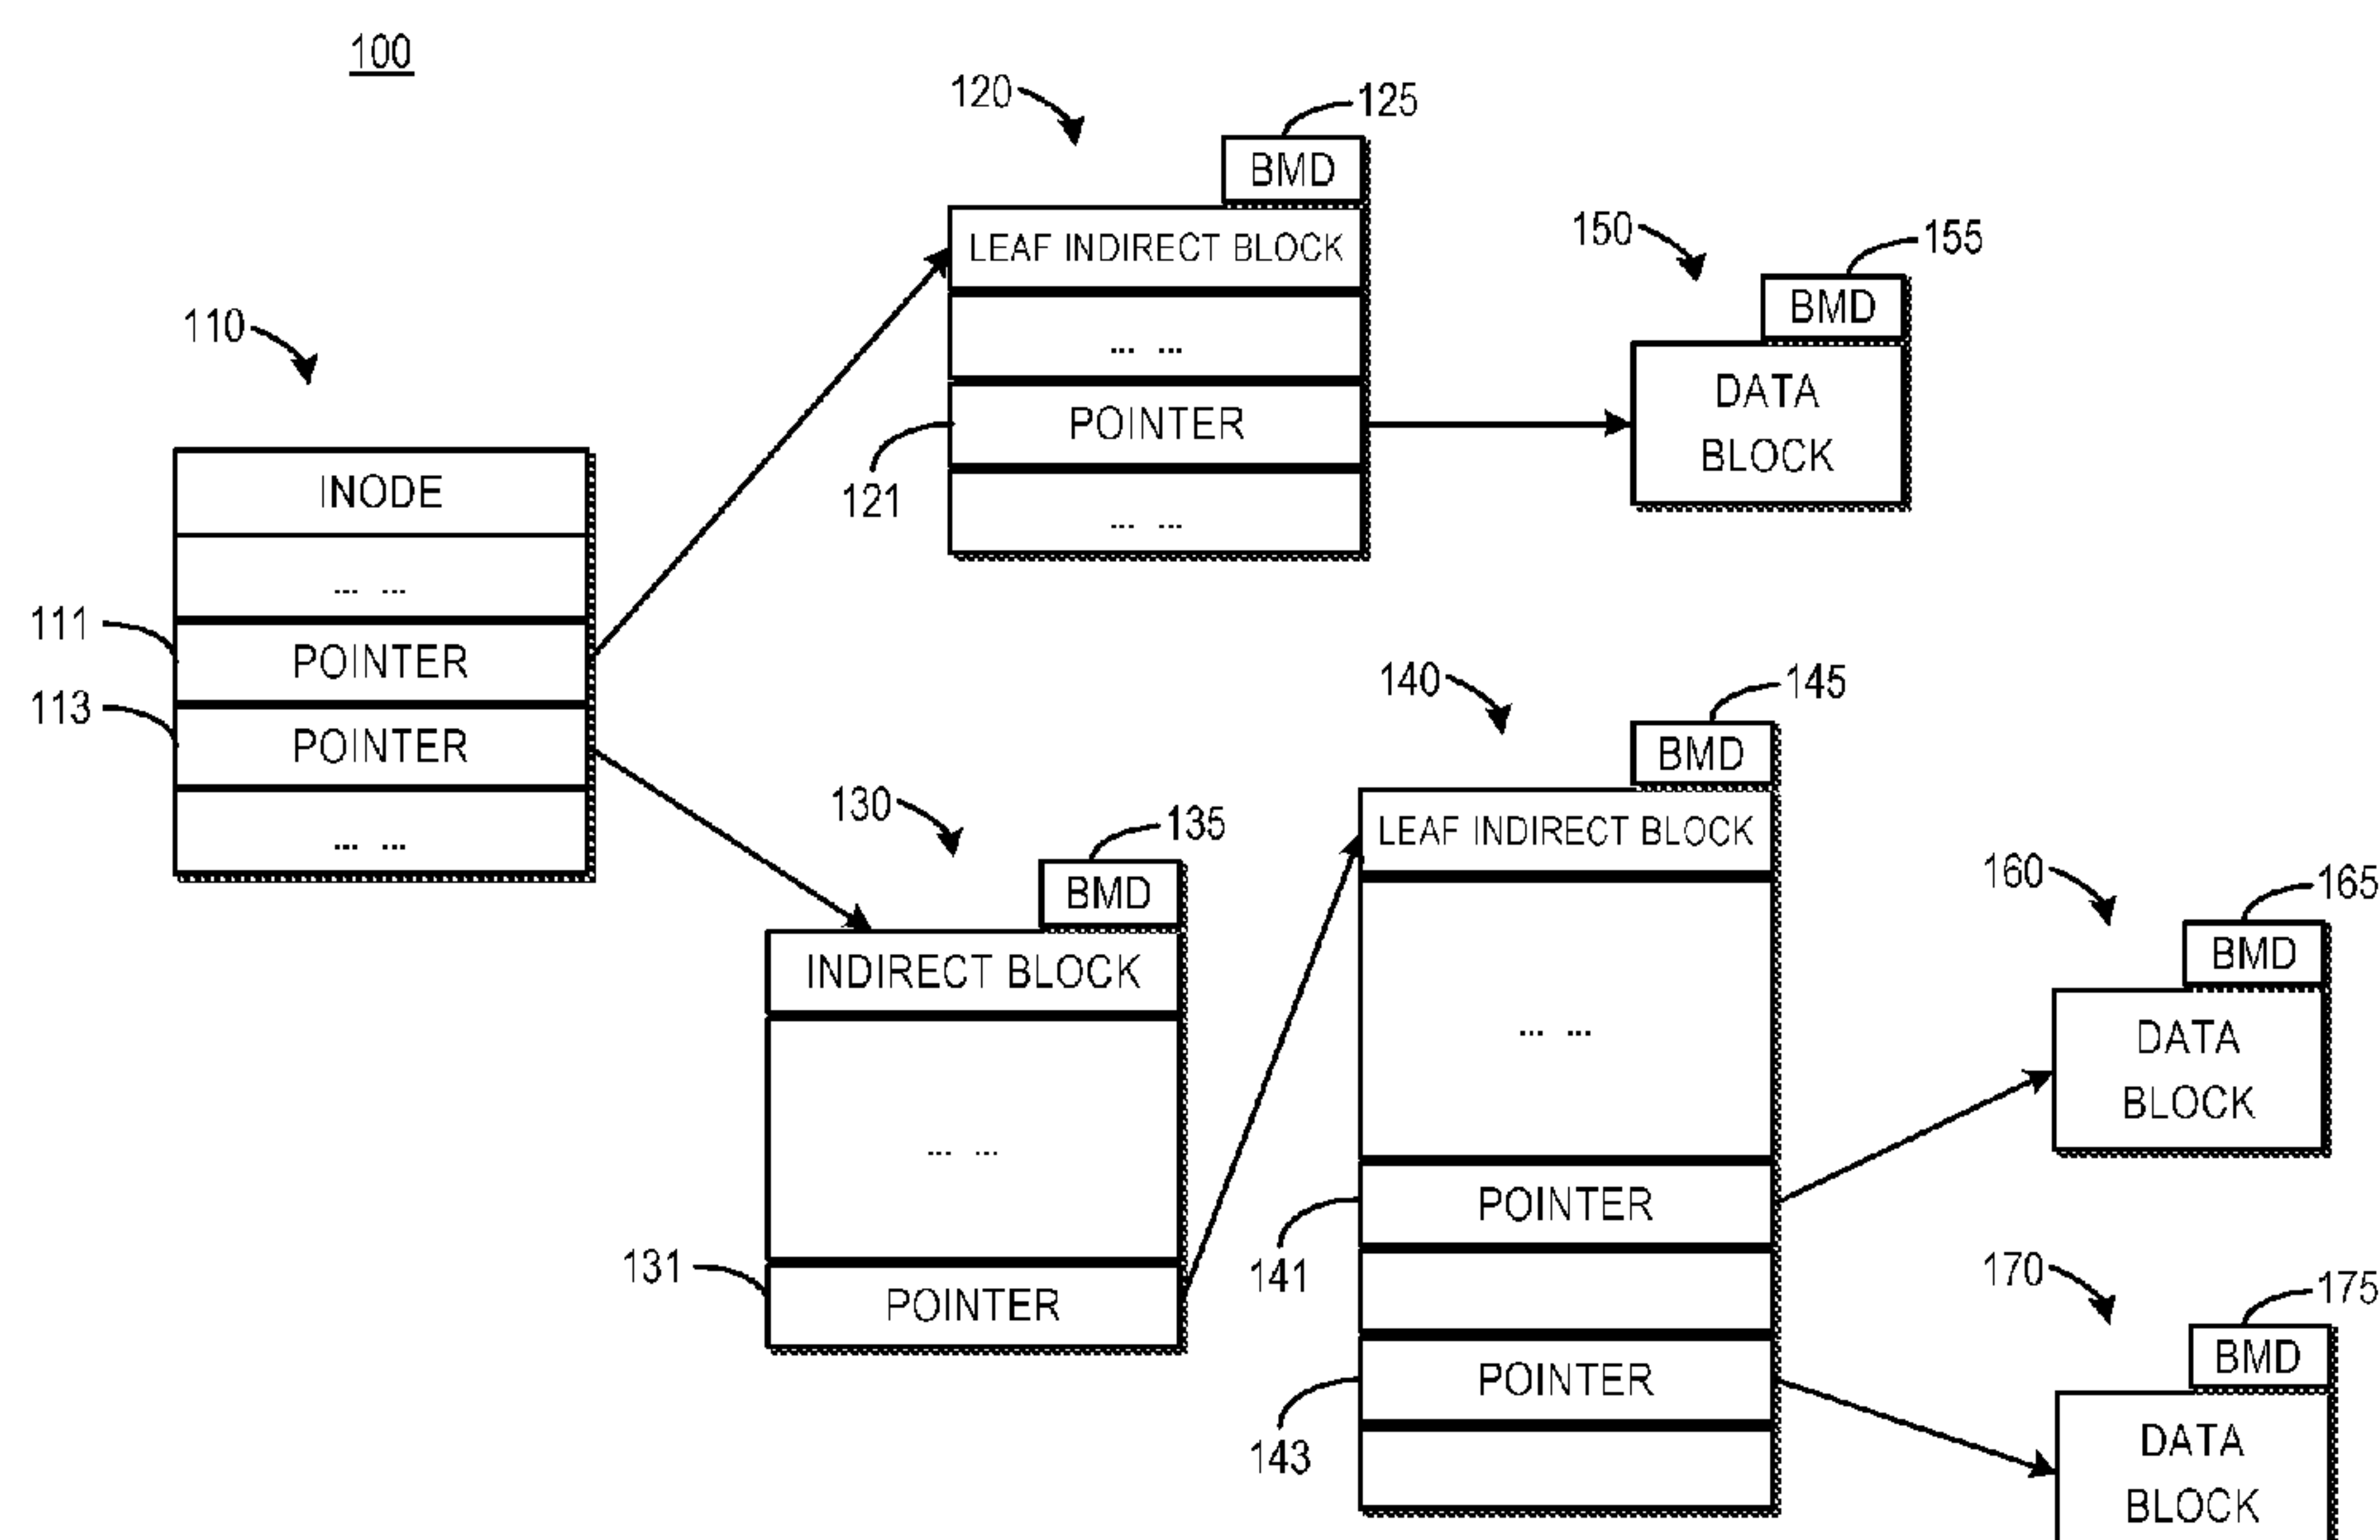 100
120
125
BMD
LEAF INDIRECT BLOCK
... ...
POINTER
121
... ...
150
155
BMD
DATA
BLOCK
110
INODE
... ...
111
POINTER
113
POINTER
... ...
130
135
BMD
INDIRECT BLOCK
... ...
131
POINTER
140
145
BMD
LEAF INDIRECT BLOCK
... ...
POINTER
141
POINTER
143
160
165
BMD
DATA
BLOCK
170
175
BMD
DATA
BLOCK